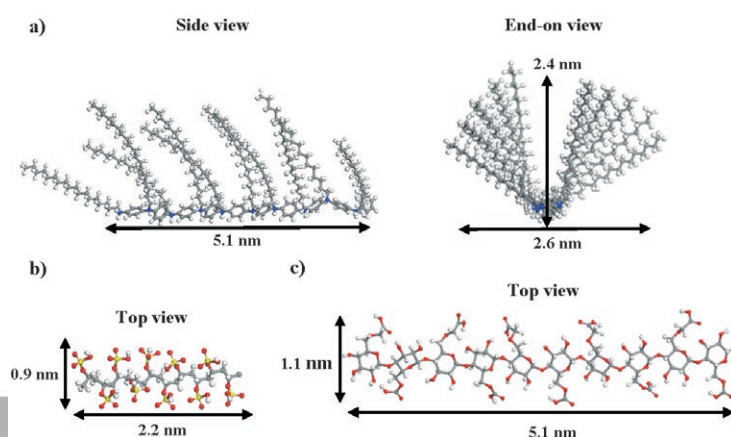 a)
Side view
End-on view
2.4 nm
5.1 nm
2.6 nm
b)
c)
Top view
Top view
0.9 nm
1.1 nm
2.2 nm
5.1 nm